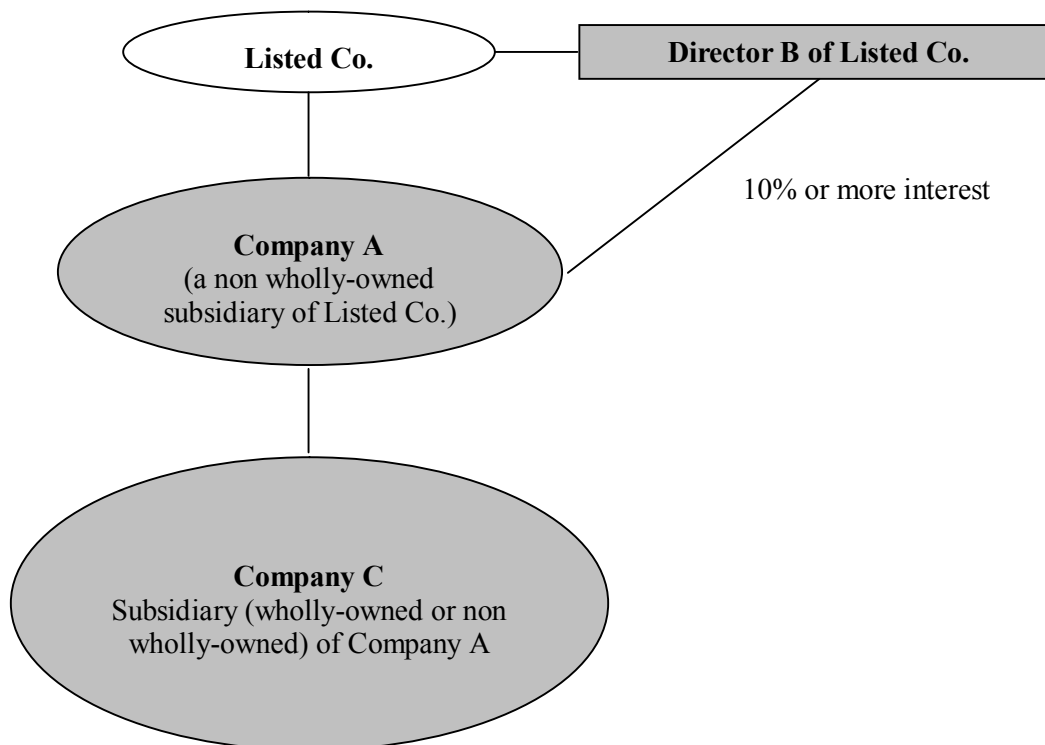 Listed Co.
Director B of Listed Co.
10% or more interest
Company A
(a non wholly-owned
subsidiary of Listed Co.)
Company C
Subsidiary (wholly-owned or non
wholly-owned) of Company A